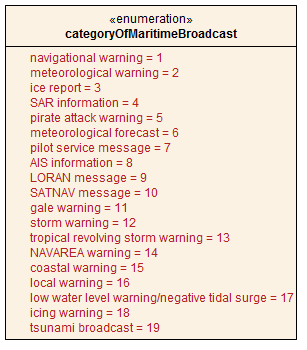 «enumeration»
categoryOfMaritimeBroadcast
navigational warning = 1
meteorological warning = 2
ice report = 3
SAR information = 4
pirate attack warning = 5
meteorological forecast = 6
pilot service message = 7
AIS information = 8
LORAN message = 9
SATNAV message = 10
gale warning = 11
storm warning = 12
tropical revolving storm warning = 13
NAVAREA warning = 14
coastal warning = 15
local warning = 16
low water level warning/negative tidal surge = 17
icing warning = 18
tsunami broadcast = 19